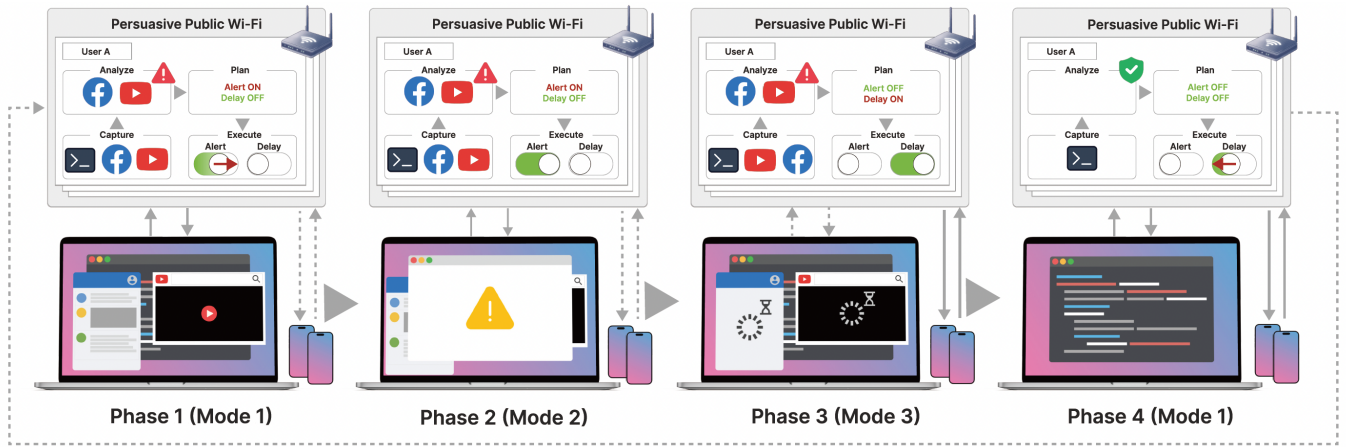 Persuasive Public Wi-Fi
User A
Analyze
Plan
Alert ON
Delay OFF
Capture
Execute
Alert
Delay
Phase 1 (Mode 1)
Persuasive Public Wi-Fi
User A
Analyze
Plan
Alert ON
Delay OFF
Capture
Execute
Alert
Delay
Phase 2 (Mode 2)
Persuasive Public Wi-Fi
User A
Analyze
Plan
Alert OFF
Delay ON
Capture
Execute
Alert
Delay
Phase 3 (Mode 3)
Persuasive Public Wi-Fi
User A
Analyze
Plan
Alert OFF
Delay OFF
Capture
Execute
Alert
Delay
Phase 4 (Mode 1)